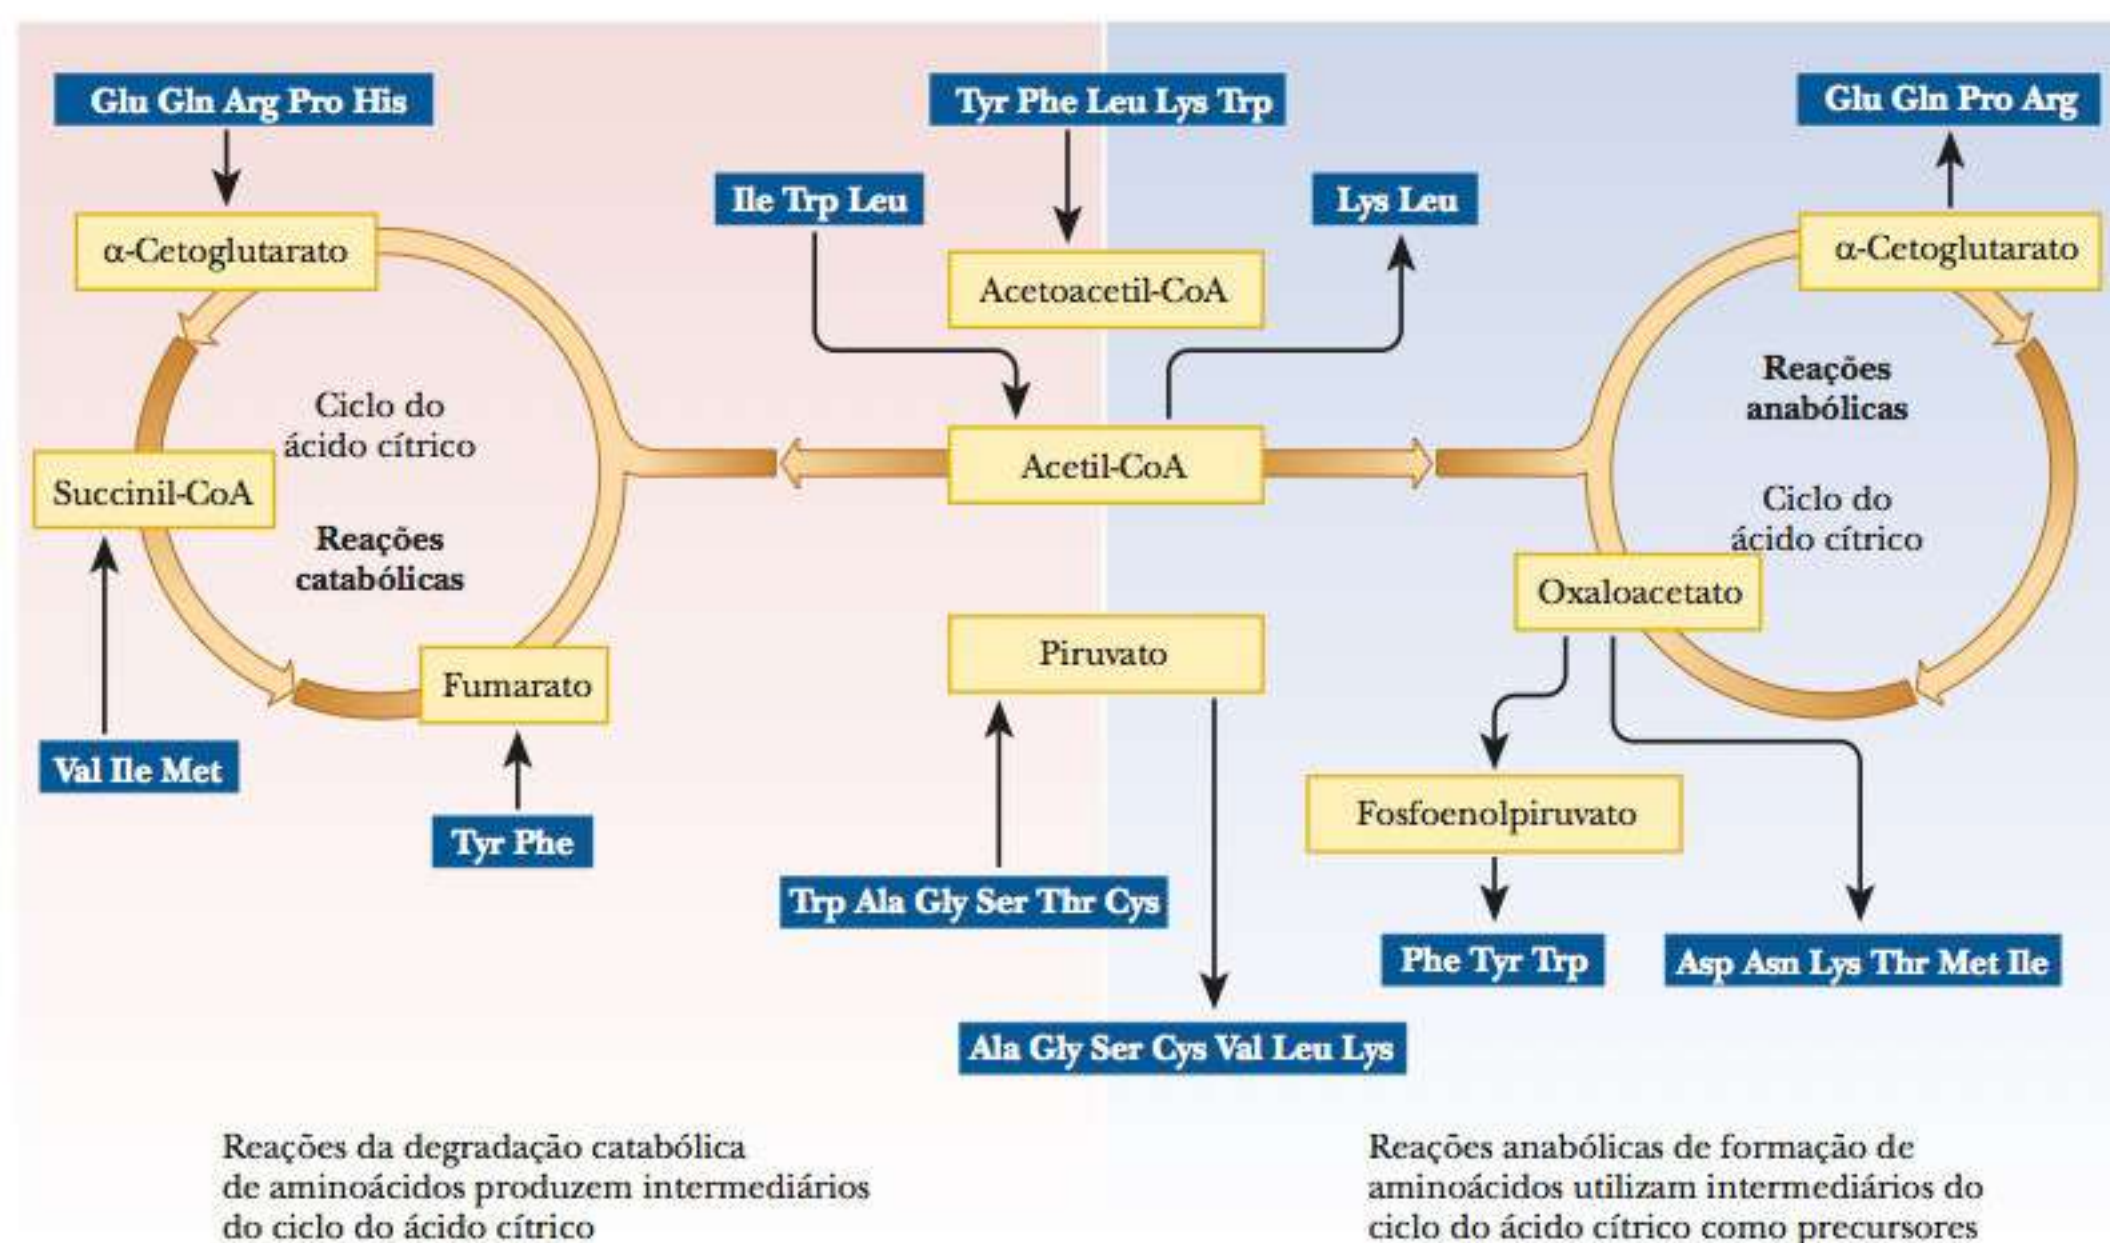 Glu Gln Arg Pro His
Tyr Phe Leu Lys Trp
Glu Gln Pro Arg
Ile Trp Leu
Lys Leu
α-Cetoglutarato
Acetoacetil-CoA
α-Cetoglutarato
Ciclo do
ácido cítrico
Reações
anabólicas
Succinil-CoA
Acetil-CoA
Ciclo do
ácido cítrico
Reações
catabólicas
Oxaloacetato
Fumarato
Piruvato
Val Ile Met
Tyr Phe
Fosfoenolpiruvato
Trp Ala Gly Ser Thr Cys
Phe Tyr Trp
Asp Asn Lys Thr Met Ile
Ala Gly Ser Cys Val Leu Lys
Reações da degradação catabólica
de aminoácidos produzem intermediários
do ciclo do ácido cítrico
Reações anabólicas de formação de
aminoácidos utilizam intermediários do
ciclo do ácido cítrico como precursores